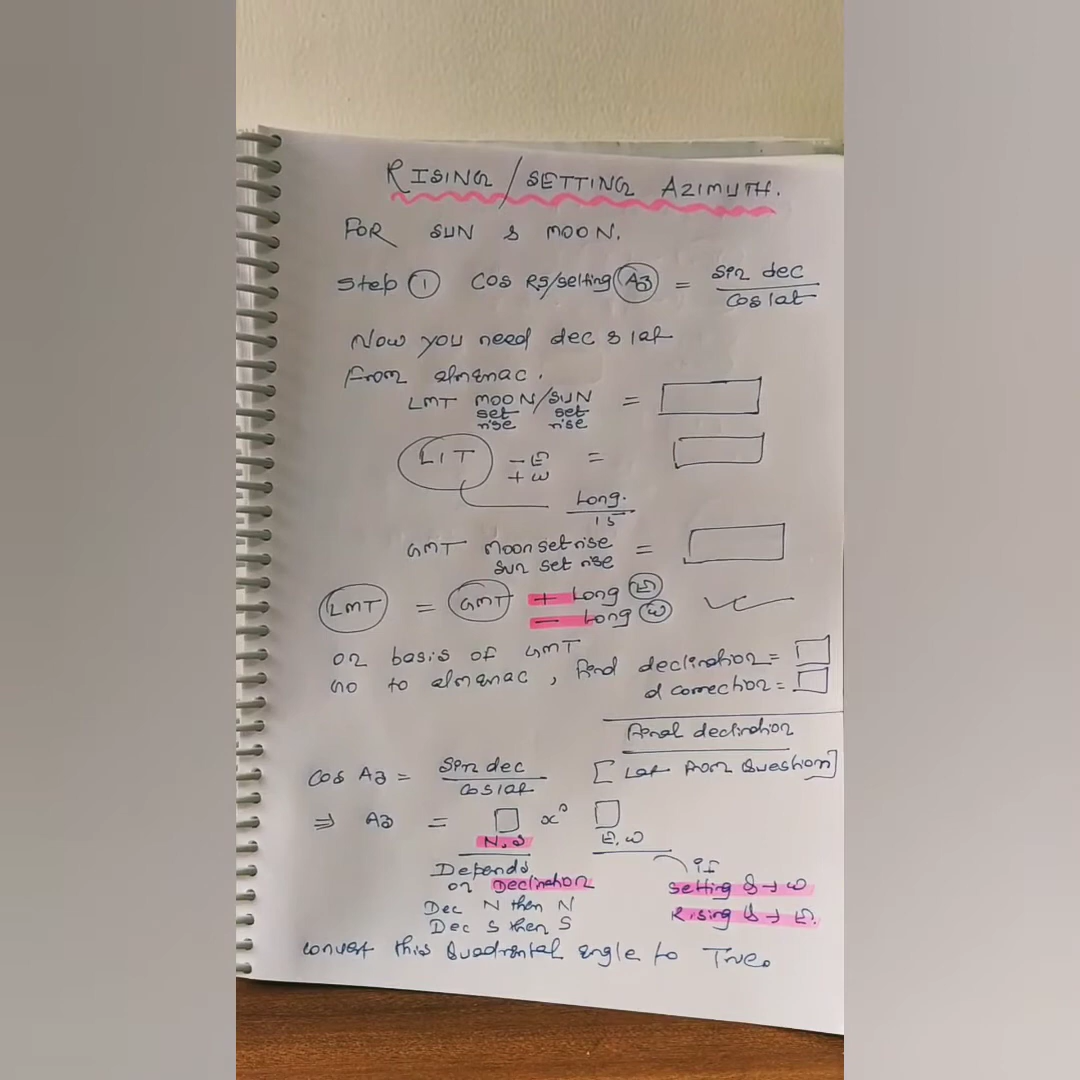 RISING/SETTING AZIMUTH.
FOR SUN & MOON.
Step ① Cos RS/setting Az = sin dec / cos lat
Now you need dec & lat
from almanac.
LMT MOON/SUN =
set set
rise rise
LIT - E =
+ W
Long. / 15
GMT Moon set rise =
sun set rise
LMT = GMT + Long E
- Long W
on basis of GMT
Go to almanac, find declination =
d correction =
Final declination
Cos Az = sin dec / cos lat [Lat from Question]
⇒ Az = □ x° □
N, S E, W
Depends if
on Declination setting → W
Dec N then N Rising → E.
Dec S then S
convert this Quadrental angle to True.